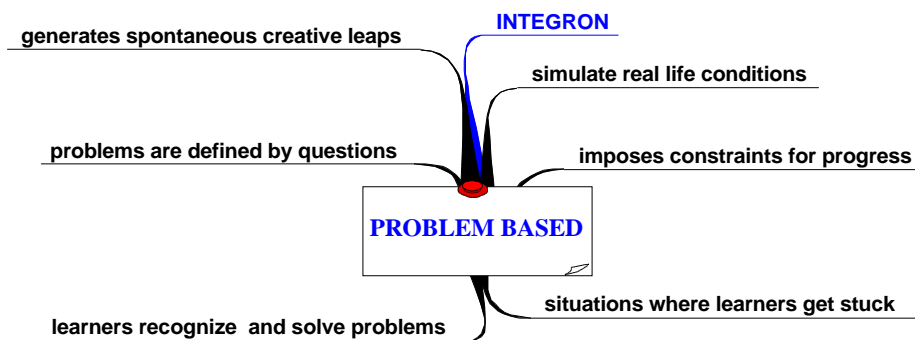 INTEGRON
generates spontaneous creative leaps
simulate real life conditions
problems are defined by questions
imposes constraints for progress
PROBLEM BASED
situations where learners get stuck
learners recognize  and solve problems